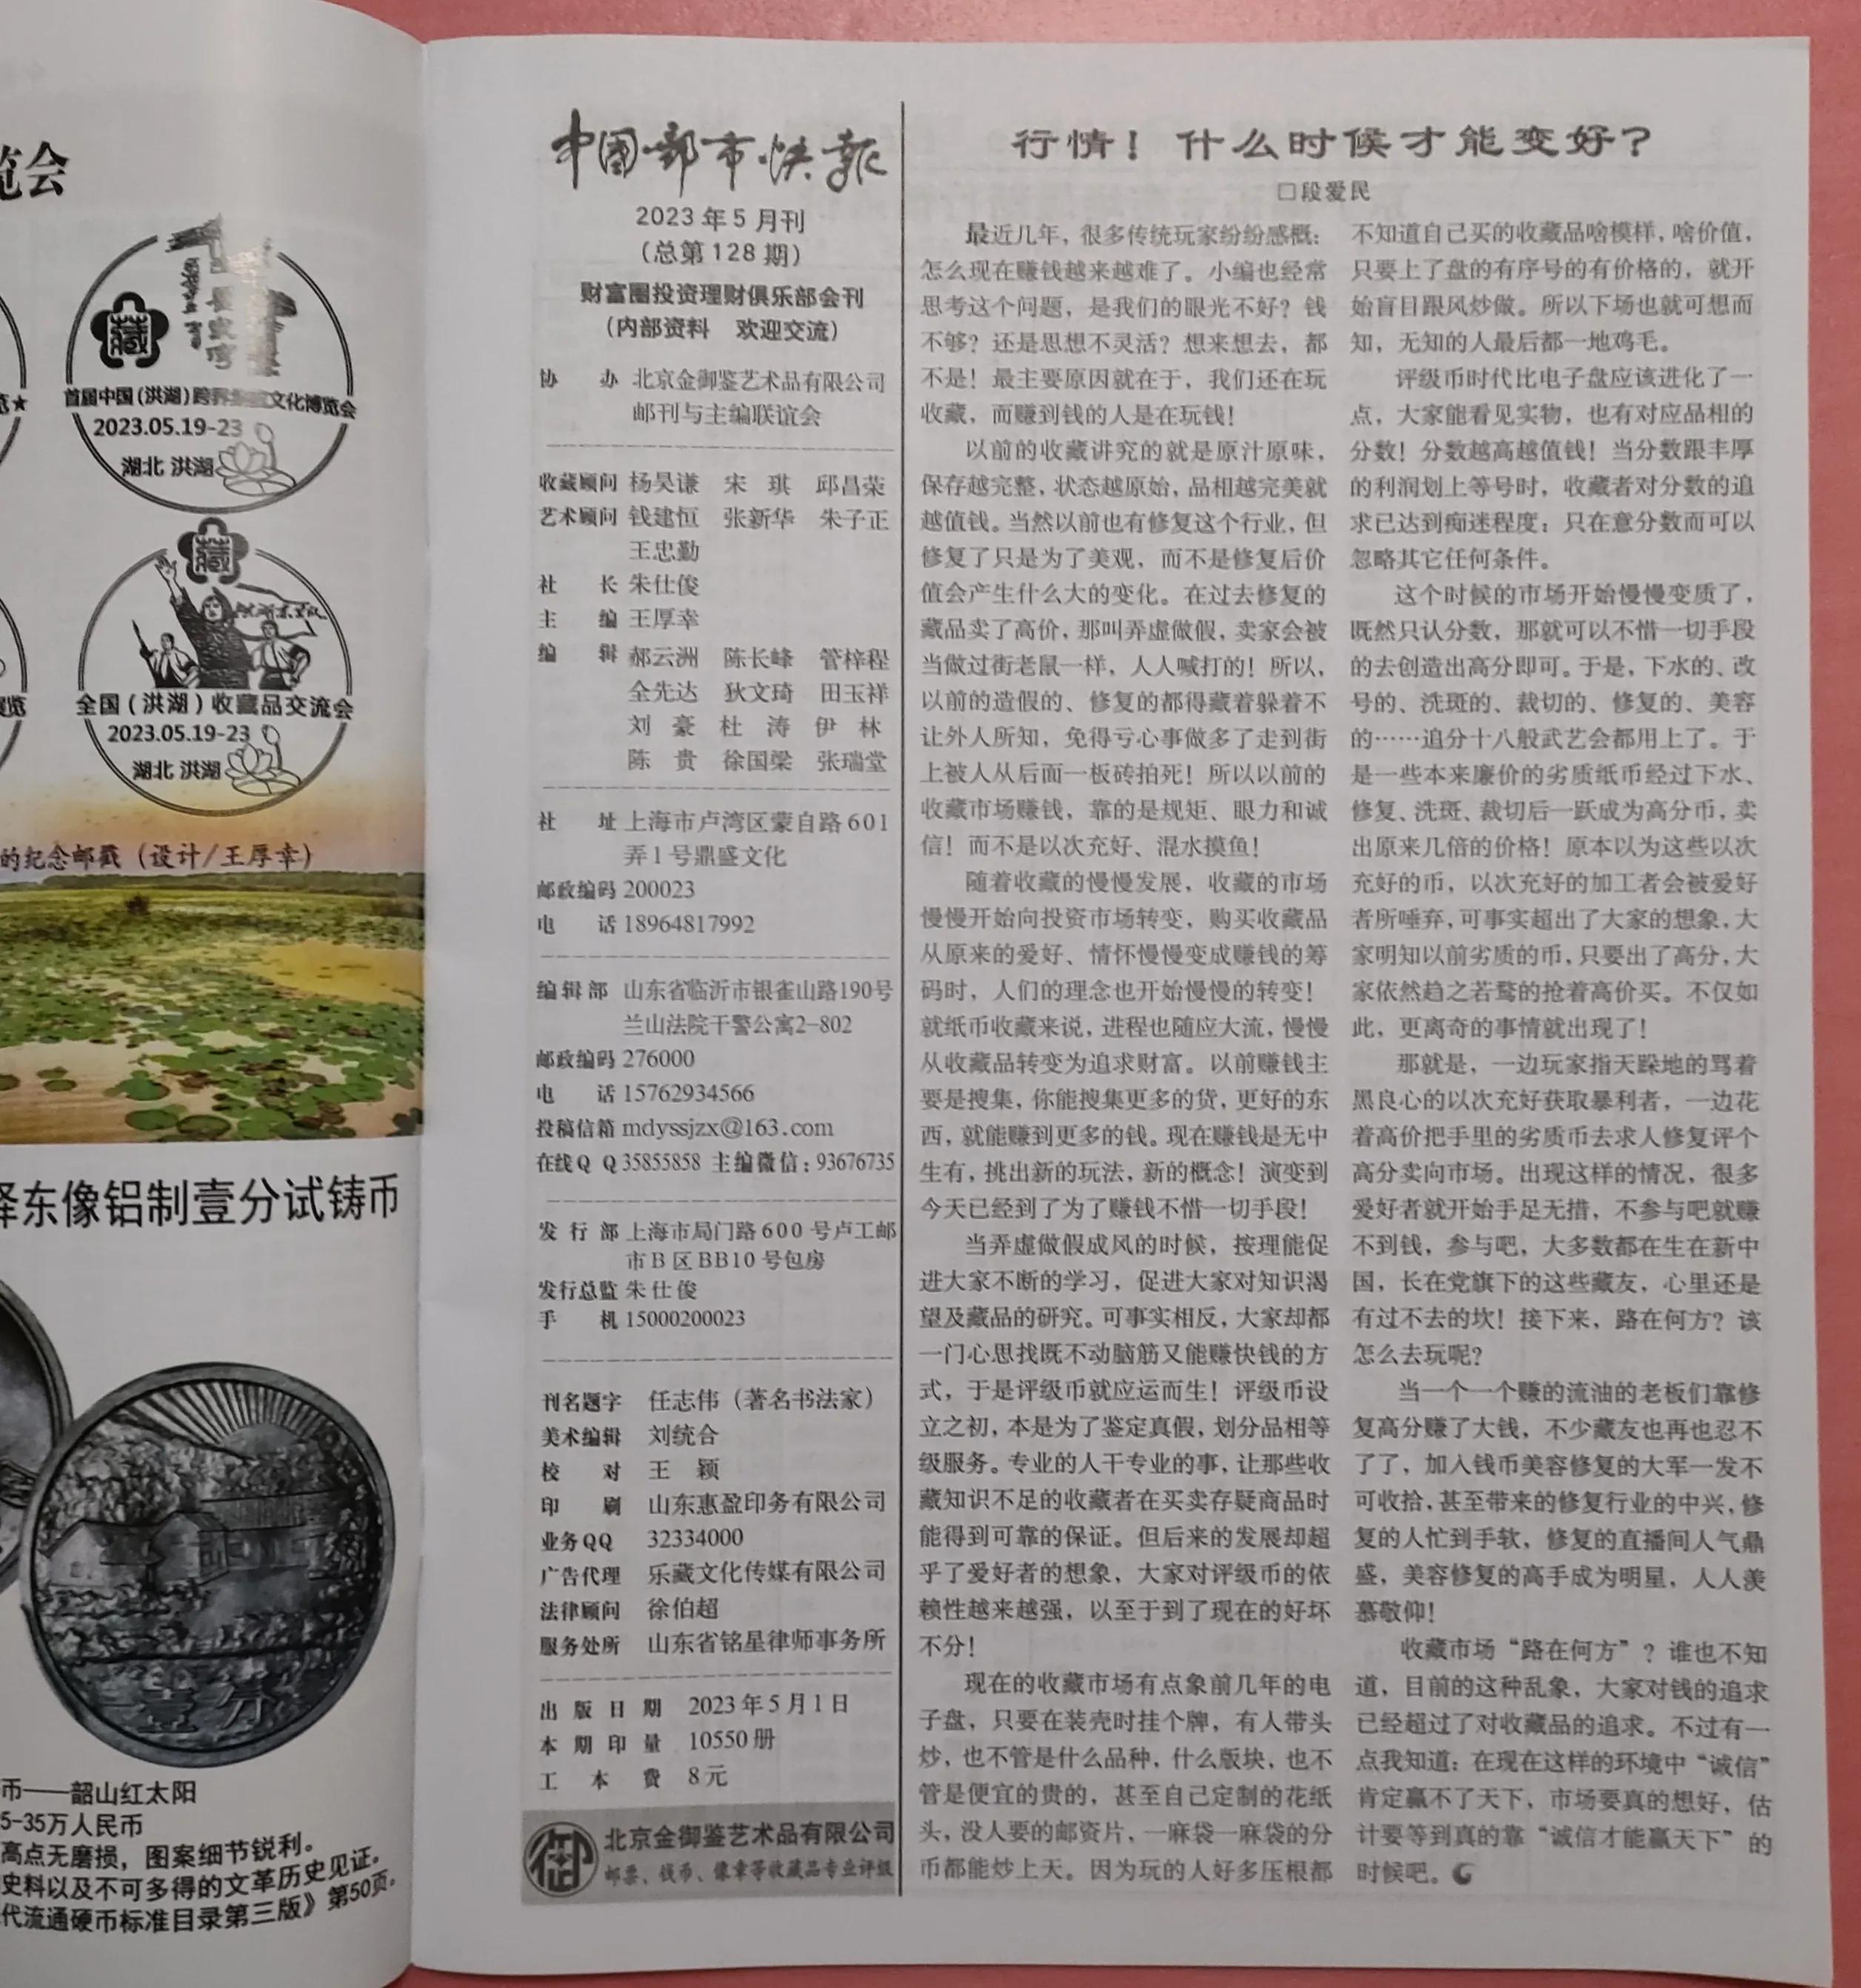 览会
首届中国(洪湖)跨界集藏文化博览会
2023.05.19-23
湖北 洪湖
览★
全国(洪湖)收藏品交流会
2023.05.19-23
湖北 洪湖
展览
的纪念邮戳(设计/王厚幸)
泽东像铝制壹分试铸币
壹分
币——韶山红太阳
5-35万人民币
高点无磨损,图案细节锐利。
史料以及不可多得的文革历史见证。
代流通硬币标准目录第三版》第50页。
中国邮市快报
2023年5月刊
(总第128期)
财富圈投资理财俱乐部会刊
(内部资料 欢迎交流)
协 办 北京金御鉴艺术品有限公司
邮刊与主编联谊会
收藏顾问 杨昊谦 宋 琪 邱昌荣
艺术顾问 钱建恒 张新华 朱子正
王忠勤
社 长 朱仕俊
主 编 王厚幸
编 辑 郝云洲 陈长峰 管梓程
全先达 狄文琦 田玉祥
刘 豪 杜 涛 伊 林
陈 贵 徐国梁 张瑞堂
社 址 上海市卢湾区蒙自路601
弄1号鼎盛文化
邮政编码 200023
电 话 18964817992
编辑部 山东省临沂市银雀山路190号
兰山法院干警公寓2-802
邮政编码 276000
电 话 15762934566
投稿信箱 mdyssjzx@163.com
在线QQ 35855858 主编微信:93676735
发行部 上海市局门路600号卢工邮
市B区BB10号包房
发行总监 朱仕俊
手 机 15000200023
刊名题字 任志伟(著名书法家)
美术编辑 刘统合
校 对 王 颖
印 刷 山东惠盈印务有限公司
业务QQ 32334000
广告代理 乐藏文化传媒有限公司
法律顾问 徐伯超
服务处所 山东省铭星律师事务所
出版日期 2023年5月1日
本期印量 10550册
工本费 8元
御
北京金御鉴艺术品有限公司
邮票、钱币、像章等收藏品专业评级
行情!什么时候才能变好?
□段爱民
最近几年,很多传统玩家纷纷感概:
怎么现在赚钱越来越难了。小编也经常
思考这个问题,是我们的眼光不好?钱
不够?还是思想不灵活?想来想去,都
不是!最主要原因就在于,我们还在玩
收藏,而赚到钱的人是在玩钱!
以前的收藏讲究的就是原汁原味,
保存越完整,状态越原始,品相越完美就
越值钱。当然以前也有修复这个行业,但
修复了只是为了美观,而不是修复后价
值会产生什么大的变化。在过去修复的
藏品卖了高价,那叫弄虚做假,卖家会被
当做过街老鼠一样,人人喊打的!所以,
以前的造假的、修复的都得藏着躲着不
让外人所知,免得亏心事做多了走到街
上被人从后面一板砖拍死!所以以前的
收藏市场赚钱,靠的是规矩、眼力和诚
信!而不是以次充好、混水摸鱼!
随着收藏的慢慢发展,收藏的市场
慢慢开始向投资市场转变,购买收藏品
从原来的爱好、情怀慢慢变成赚钱的筹
码时,人们的理念也开始慢慢的转变!
就纸币收藏来说,进程也随应大流,慢慢
从收藏品转变为追求财富。以前赚钱主
要是搜集,你能搜集更多的货,更好的东
西,就能赚到更多的钱。现在赚钱是无中
生有,挑出新的玩法,新的概念!演变到
今天已经到了为了赚钱不惜一切手段!
当弄虚做假成风的时候,按理能促
进大家不断的学习,促进大家对知识渴
望及藏品的研究。可事实相反,大家却都
一门心思找既不动脑筋又能赚快钱的方
式,于是评级币就应运而生!评级币设
立之初,本是为了鉴定真假,划分品相等
级服务。专业的人干专业的事,让那些收
藏知识不足的收藏者在买卖存疑商品时
能得到可靠的保证。但后来的发展却超
乎了爱好者的想象,大家对评级币的依
赖性越来越强,以至于到了现在的好坏
不分!
现在的收藏市场有点象前几年的电
子盘,只要在装壳时挂个牌,有人带头
炒,也不管是什么品种,什么版块,也不
管是便宜的贵的,甚至自己定制的花纸
头,没人要的邮资片,一麻袋一麻袋的分
币都能炒上天。因为玩的人好多压根都
不知道自己买的收藏品啥模样,啥价值,
只要上了盘的有序号的有价格的,就开
始盲目跟风炒做。所以下场也就可想而
知,无知的人最后都一地鸡毛。
评级币时代比电子盘应该进化了一
点,大家能看见实物,也有对应品相的
分数!分数越高越值钱!当分数跟丰厚
的利润划上等号时,收藏者对分数的追
求已达到痴迷程度:只在意分数而可以
忽略其它任何条件。
这个时候的市场开始慢慢变质了,
既然只认分数,那就可以不惜一切手段
的去创造出高分即可。于是,下水的、改
号的、洗斑的、裁切的、修复的、美容
的……追分十八般武艺会都用上了。于
是一些本来廉价的劣质纸币经过下水、
修复、洗斑、裁切后一跃成为高分币,卖
出原来几倍的价格!原本以为这些以次
充好的币,以次充好的加工者会被爱好
者所唾弃,可事实超出了大家的想象,大
家明知以前劣质的币,只要出了高分,大
家依然趋之若鹜的抢着高价买。不仅如
此,更离奇的事情就出现了!
那就是,一边玩家指天跺地的骂着
黑良心的以次充好获取暴利者,一边花
着高价把手里的劣质币去求人修复评个
高分卖向市场。出现这样的情况,很多
爱好者就开始手足无措,不参与吧就赚
不到钱,参与吧,大多数都在生在新中
国,长在党旗下的这些藏友,心里还是
有过不去的坎!接下来,路在何方?该
怎么去玩呢?
当一个一个赚的流油的老板们靠修
复高分赚了大钱,不少藏友也再也忍不
了了,加入钱币美容修复的大军一发不
可收拾,甚至带来的修复行业的中兴,修
复的人忙到手软,修复的直播间人气鼎
盛,美容修复的高手成为明星,人人羡
慕敬仰!
收藏市场“路在何方”?谁也不知
道,目前的这种乱象,大家对钱的追求
已经超过了对收藏品的追求。不过有一
点我知道:在现在这样的环境中“诚信”
肯定赢不了天下,市场要真的想好,估
计要等到真的靠“诚信才能赢天下”的
时候吧。